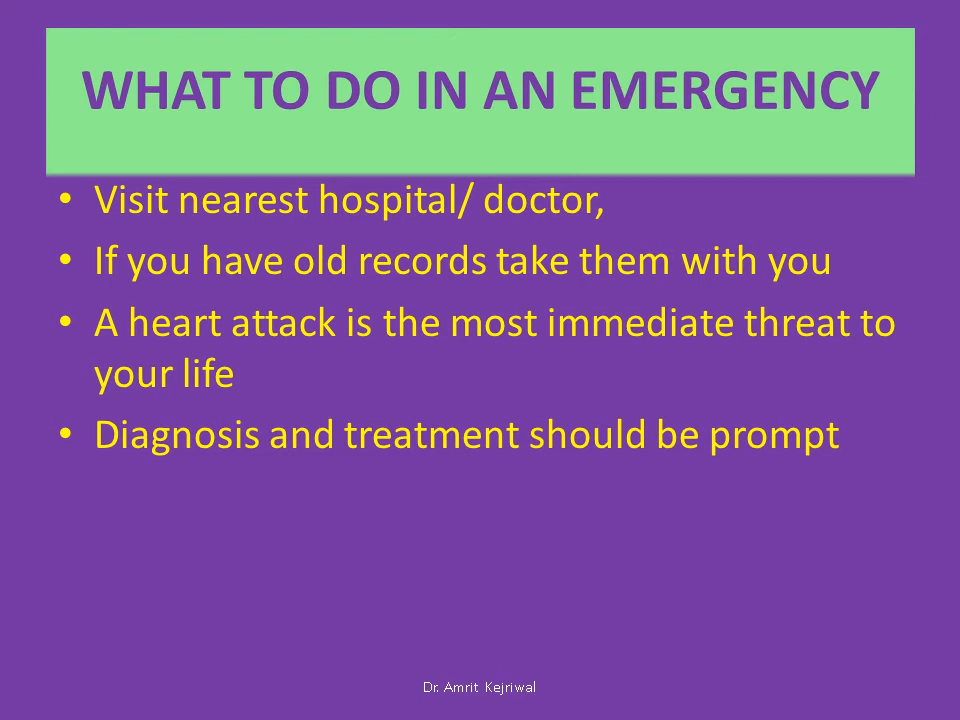 WHAT TO DO IN AN EMERGENCY
• Visit nearest hospital/ doctor,
• If you have old records take them with you
• A heart attack is the most immediate threat to
your life
• Diagnosis and treatment should be prompt
Dr. Amrit Kejriwal